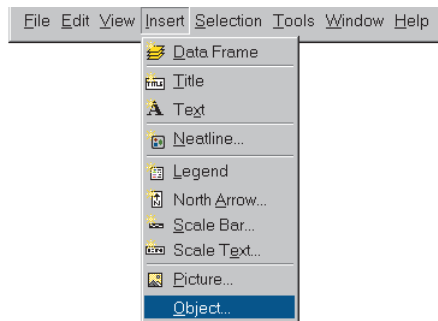 File Edit View Insert Selection Tools Window Help
Data Frame
Title
Text
Neatline...
Legend
North Arrow...
Scale Bar...
Scale Text...
Picture...
Object...